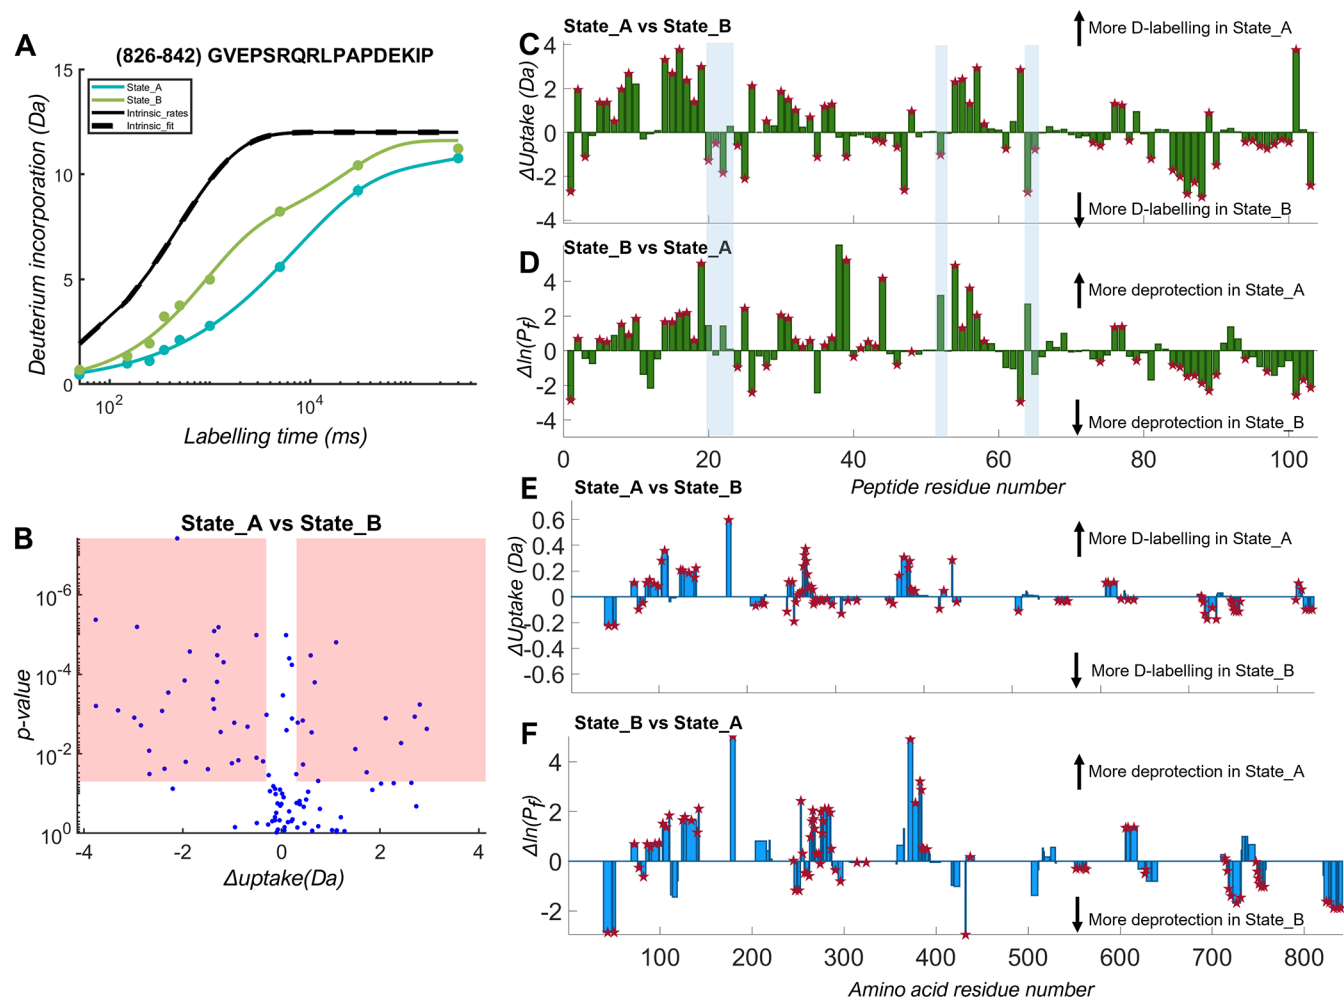 A
(826-842) GVEPSRQRLPAPDEKIP
15
10
5
0
State_A
State_B
Intrinsic_rates
Intrinsic_fit
Deuterium incorporation (Da)
10^2
10^4
Labelling time (ms)
B
State_A vs State_B
10^-6
10^-4
10^-2
10^0
p-value
-4
-2
0
2
4
Δuptake(Da)
C
State_A vs State_B
More D-labelling in State_A
4
2
0
-2
-4
ΔUptake (Da)
More D-labelling in State_B
D
State_B vs State_A
More deprotection in State_A
4
2
0
-2
-4
Δln(Pf)
More deprotection in State_B
0
20
40
60
80
100
Peptide residue number
E
State_A vs State_B
More D-labelling in State_A
0.6
0.4
0.2
0
-0.2
-0.4
-0.6
ΔUptake (Da)
More D-labelling in State_B
F
State_B vs State_A
More deprotection in State_A
4
2
0
-2
Δln(Pf)
More deprotection in State_B
100
200
300
400
500
600
700
800
Amino acid residue number